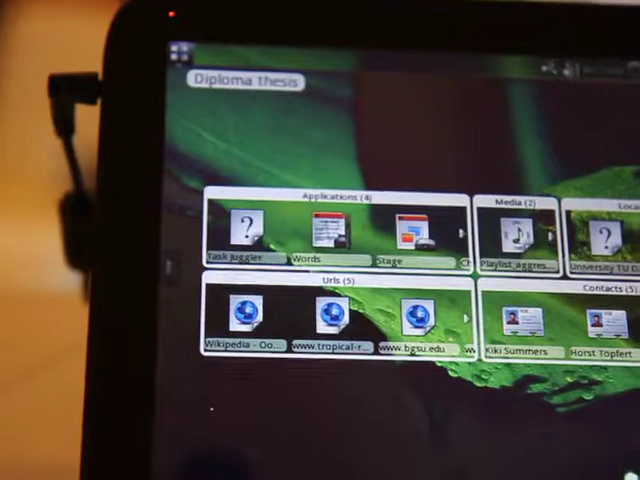 Diploma thesis
Applications (4)
Media (2)
Task Juggler
Words
Stage
Playlist_aggres...
University TU
Urls (5)
Contacts (5)
Wikipedia - Oo...
www.tropical-r...
www.bgsu.edu
Kiki Summers
Horst Töpfert